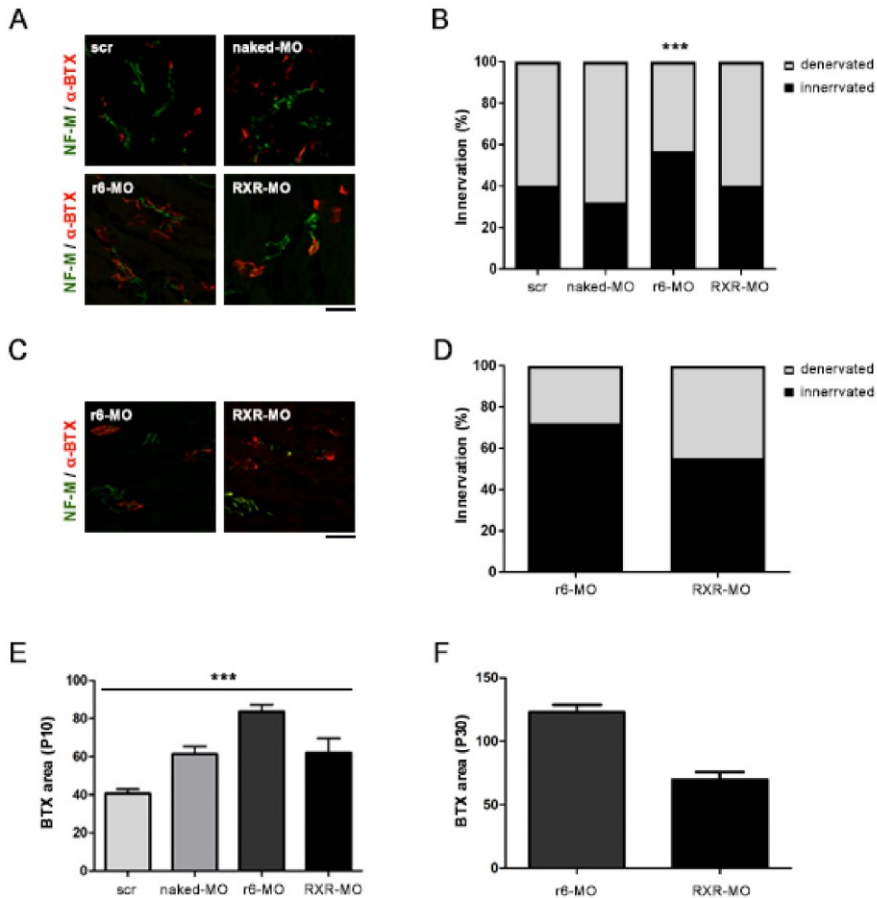 A
scr
naked-MO
NF-M / α-BTX
r6-MO
RXR-MO
NF-M / α-BTX
B
***
Innervation (%)
100
80
60
40
20
0
scr
naked-MO
r6-MO
RXR-MO
denervated
innerrvated
C
r6-MO
RXR-MO
NF-M / α-BTX
D
Innervation (%)
100
80
60
40
20
0
r6-MO
RXR-MO
denervated
innerrvated
E
***
BTX area (P10)
100
80
60
40
20
0
scr
naked-MO
r6-MO
RXR-MO
F
BTX area (P30)
150
100
50
0
r6-MO
RXR-MO